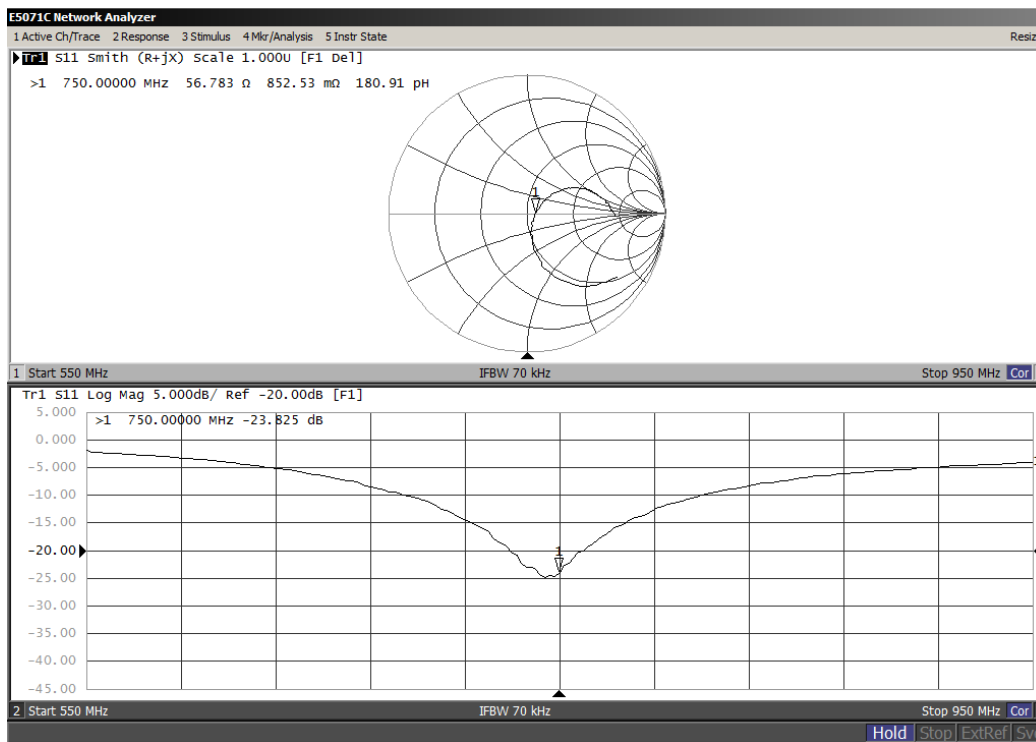 E5071C Network Analyzer
1 Active Ch/Trace 2 Response 3 Stimulus 4 Mkr/Analysis 5 Instr State
Tr1 S11 Smith (R+jX) Scale 1.000U [F1 Del]
>1 750.00000 MHz 56.783 Ω 852.53 mΩ 180.91 pH
1
1 Start 550 MHz IFBW 70 kHz Stop 950 MHz Cor
Tr1 S11 Log Mag 5.000dB/ Ref -20.00dB [F1]
5.000
>1 750.00000 MHz -23.825 dB
0.000
-5.000
-10.00
-15.00
-20.00
1
-25.00
-30.00
-35.00
-40.00
-45.00
2 Start 550 MHz IFBW 70 kHz Stop 950 MHz Cor
Hold Stop ExtRef